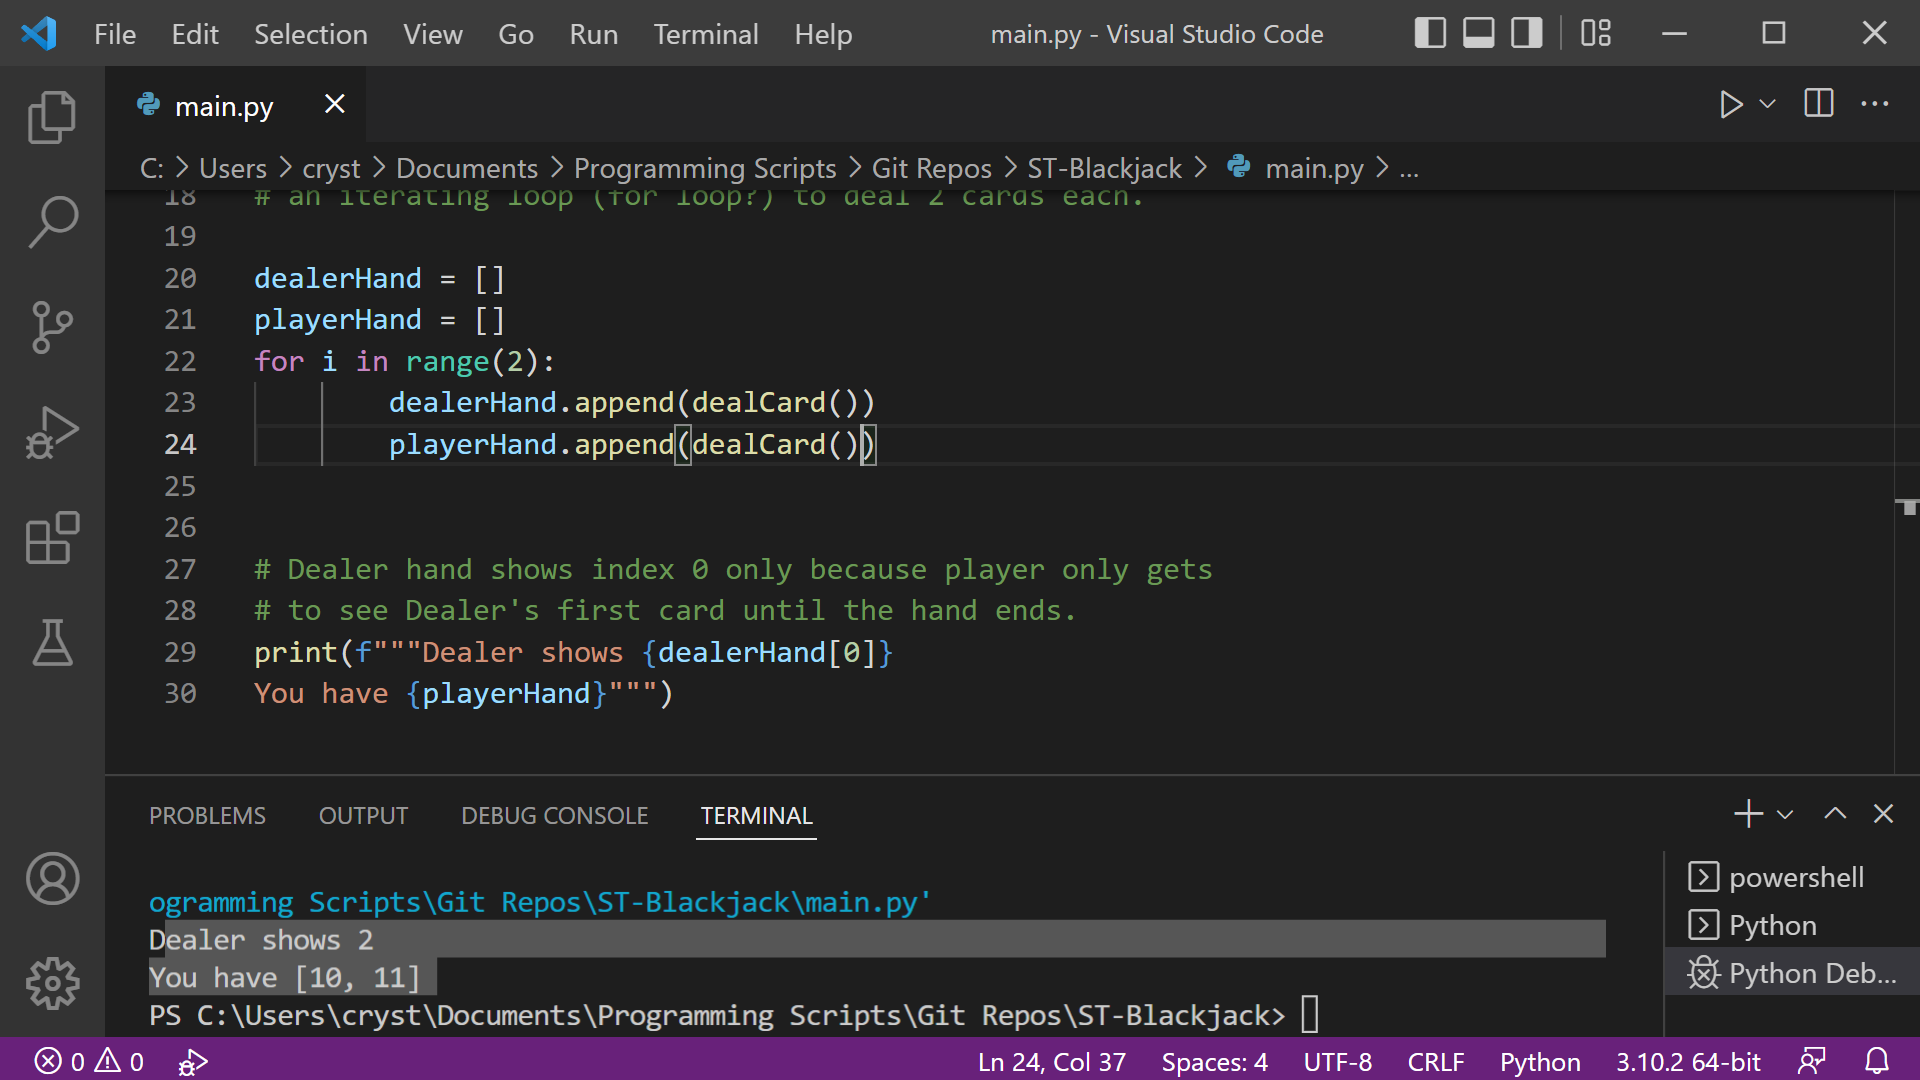 File Edit Selection View Go Run Terminal Help main.py - Visual Studio Code
main.py
C: > Users > cryst > Documents > Programming Scripts > Git Repos > ST-Blackjack > main.py > ...
18 # an iterating loop (for loop?) to deal 2 cards each.
19
20 dealerHand = []
21 playerHand = []
22 for i in range(2):
23         dealerHand.append(dealCard())
24         playerHand.append(dealCard())
25
26
27 # Dealer hand shows index 0 only because player only gets
28 # to see Dealer's first card until the hand ends.
29 print(f"""Dealer shows {dealerHand[0]}
30 You have {playerHand}""")
PROBLEMS OUTPUT DEBUG CONSOLE TERMINAL
ogramming Scripts\Git Repos\ST-Blackjack\main.py'
Dealer shows 2
You have [10, 11]
PS C:\Users\cryst\Documents\Programming Scripts\Git Repos\ST-Blackjack>
powershell
Python
Python Deb...
0 0 Ln 24, Col 37 Spaces: 4 UTF-8 CRLF Python 3.10.2 64-bit